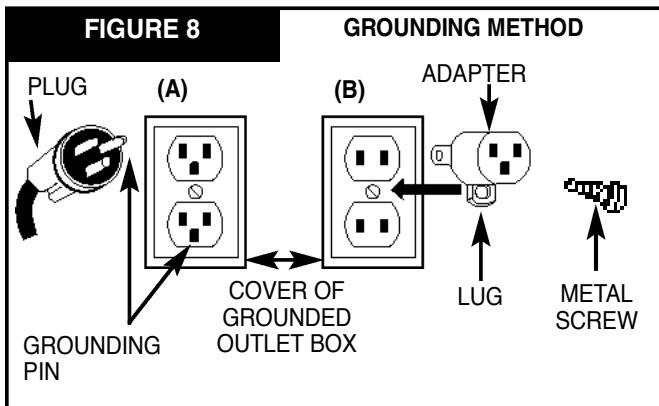 FIGURE 8
GROUNDING METHOD
PLUG
(A)
(B)
ADAPTER
COVER OF
GROUNDED
OUTLET BOX
LUG
METAL
SCREW
GROUNDING
PIN